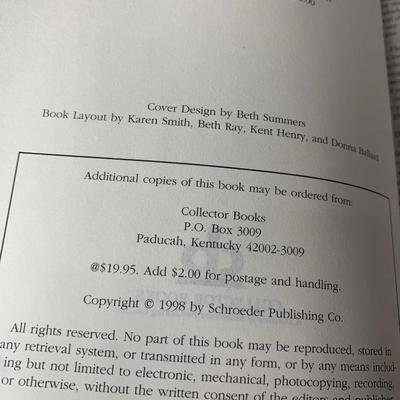 Cover Design by Beth Summers
Book Layout by Karen Smith, Beth Ray, Kent Henry, and Donna Ballard
Additional copies of this book may be ordered from:
Collector Books
P.O. Box 3009
Paducah, Kentucky 42002-3009
@$19.95. Add $2.00 for postage and handling.
Copyright © 1998 by Schroeder Publishing Co.
All rights reserved. No part of this book may be reproduced, stored in
any retrieval system, or transmitted in any form, or by any means includ-
ing but not limited to electronic, mechanical, photocopying, recording,
or otherwise, without the written consent of the editors and publisher